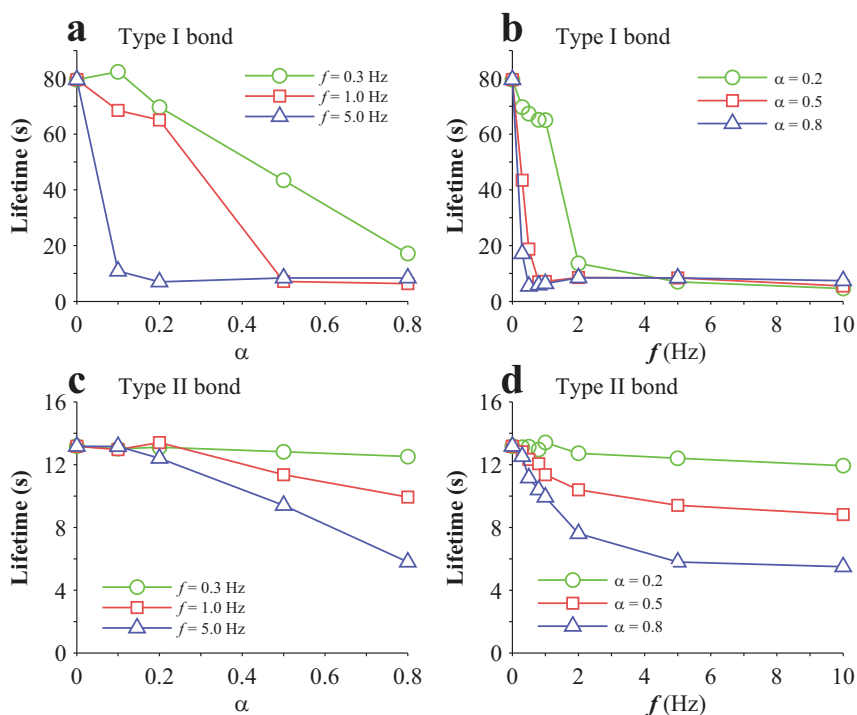 a Type I bond
Lifetime (s)
80
60
40
20
0
0 0.2 0.4 0.6 0.8
α
f = 0.3 Hz
f = 1.0 Hz
f = 5.0 Hz
b Type I bond
Lifetime (s)
80
60
40
20
0
0 2 4 6 8 10
f (Hz)
α = 0.2
α = 0.5
α = 0.8
c Type II bond
Lifetime (s)
16
12
8
4
0
0 0.2 0.4 0.6 0.8
α
f = 0.3 Hz
f = 1.0 Hz
f = 5.0 Hz
d Type II bond
Lifetime (s)
16
12
8
4
0
0 2 4 6 8 10
f (Hz)
α = 0.2
α = 0.5
α = 0.8